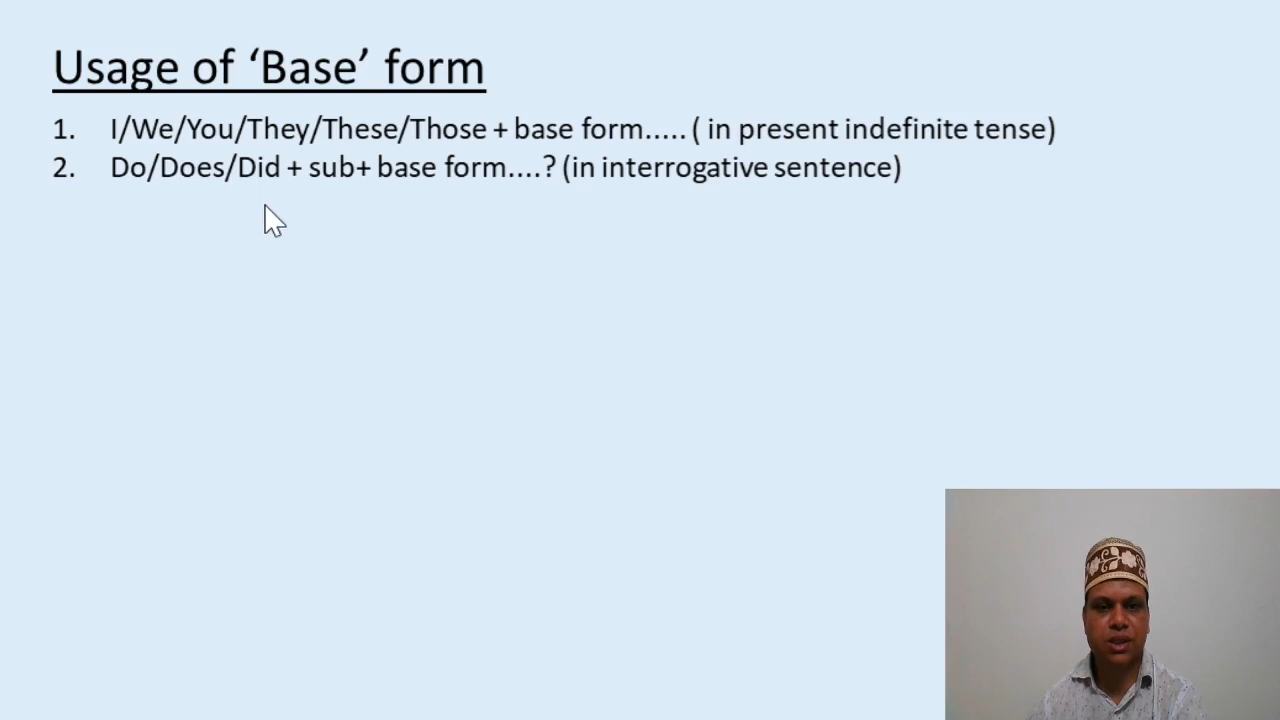 Usage of ‘Base’ form
1. I/We/You/They/These/Those + base form..... ( in present indefinite tense)
2. Do/Does/Did + sub+ base form....? (in interrogative sentence)